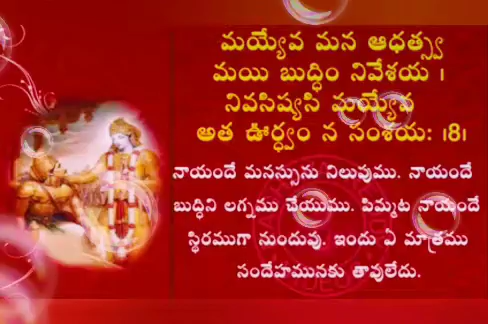 మయ్యేవ మన ఆధత్స్వ
మయి బుద్ధిం నివేశయ ।
నివసిష్యసి మయ్యేవ
అత ఊర్ధ్వం న సంశయః ।8।
నాయందే మనస్సును నిలుపుము. నాయందే
బుద్ధిని లగ్నము చేయుము. పిమ్మట నాయందే
స్థిరముగా నుందువు. ఇందు ఏ మాత్రము
సందేహమునకు తావులేదు.